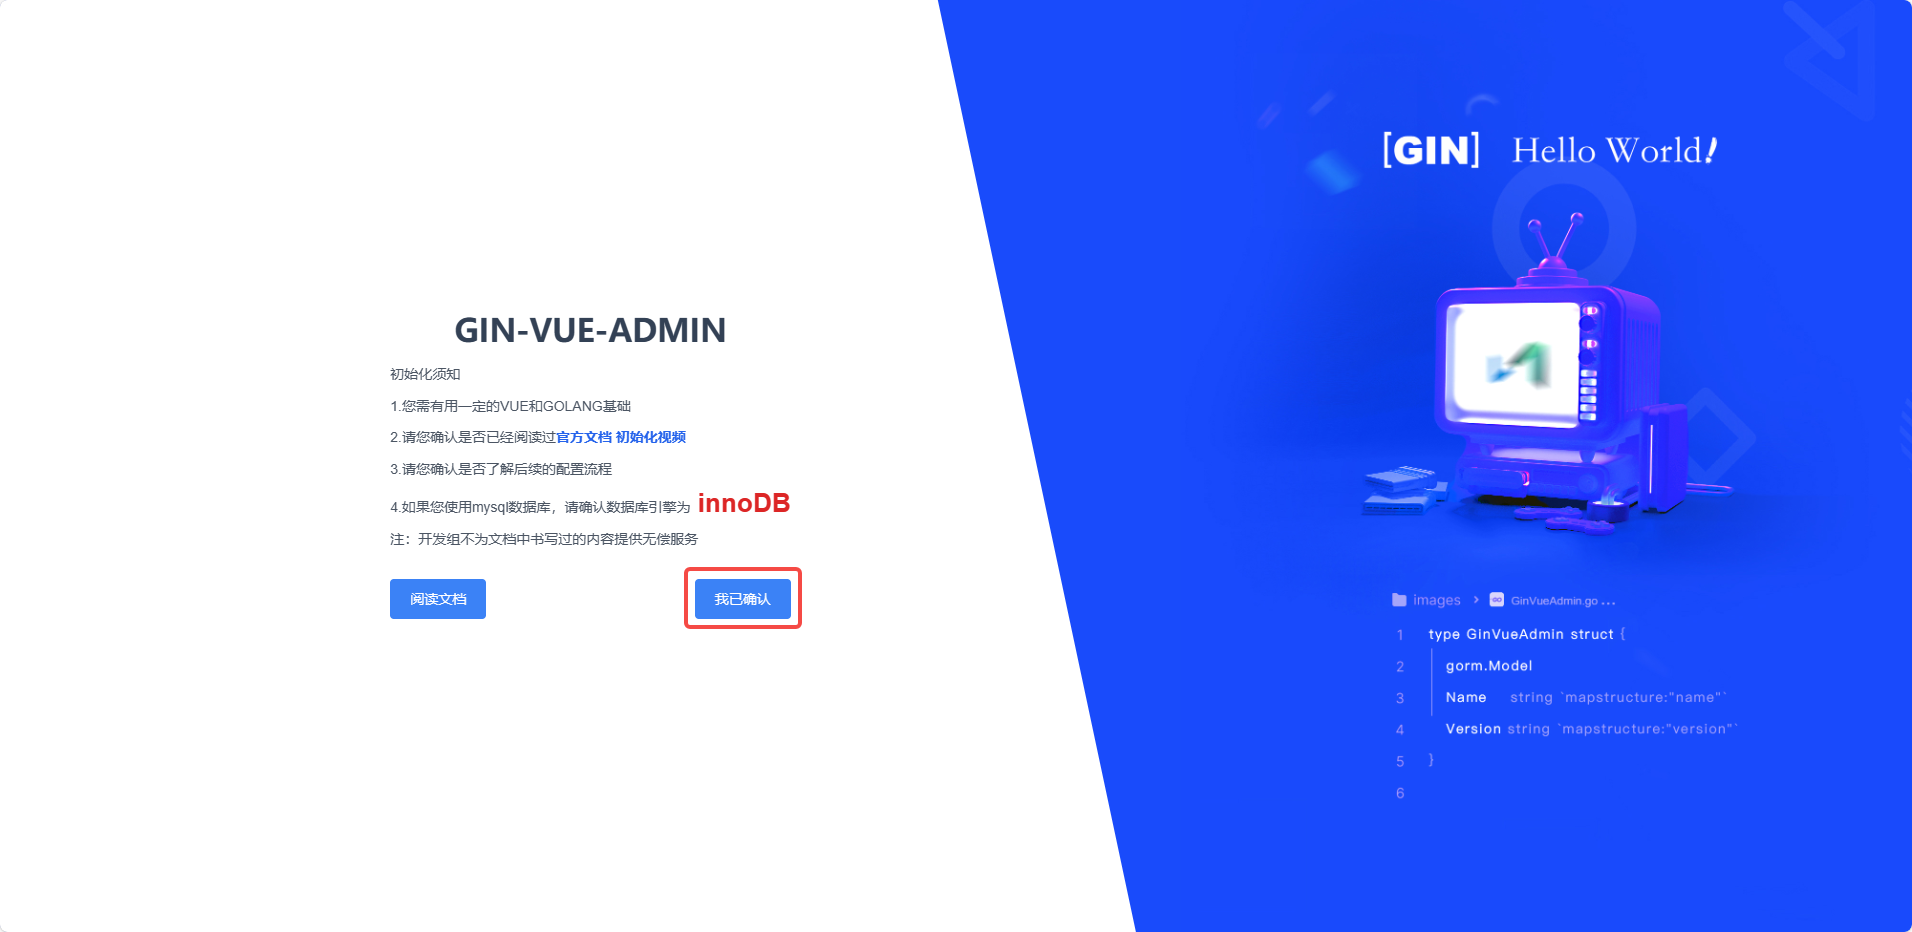 GIN-VUE-ADMIN
初始化须知
1.您需有用一定的VUE和GOLANG基础
2.请您确认是否已经阅读过官方文档 初始化视频
3.请您确认是否了解后续的配置流程
4.如果您使用mysql数据库，请确认数据库引擎为 innoDB
注：开发组不为文档中书写过的内容提供无偿服务
阅读文档
我已确认
[GIN] Hello World!
images > GO GinVueAdmin.go ...
1 type GinVueAdmin struct {
2 gorm.Model
3 Name string `mapstructure:"name"`
4 Version string `mapstructure:"version"`
5 }
6